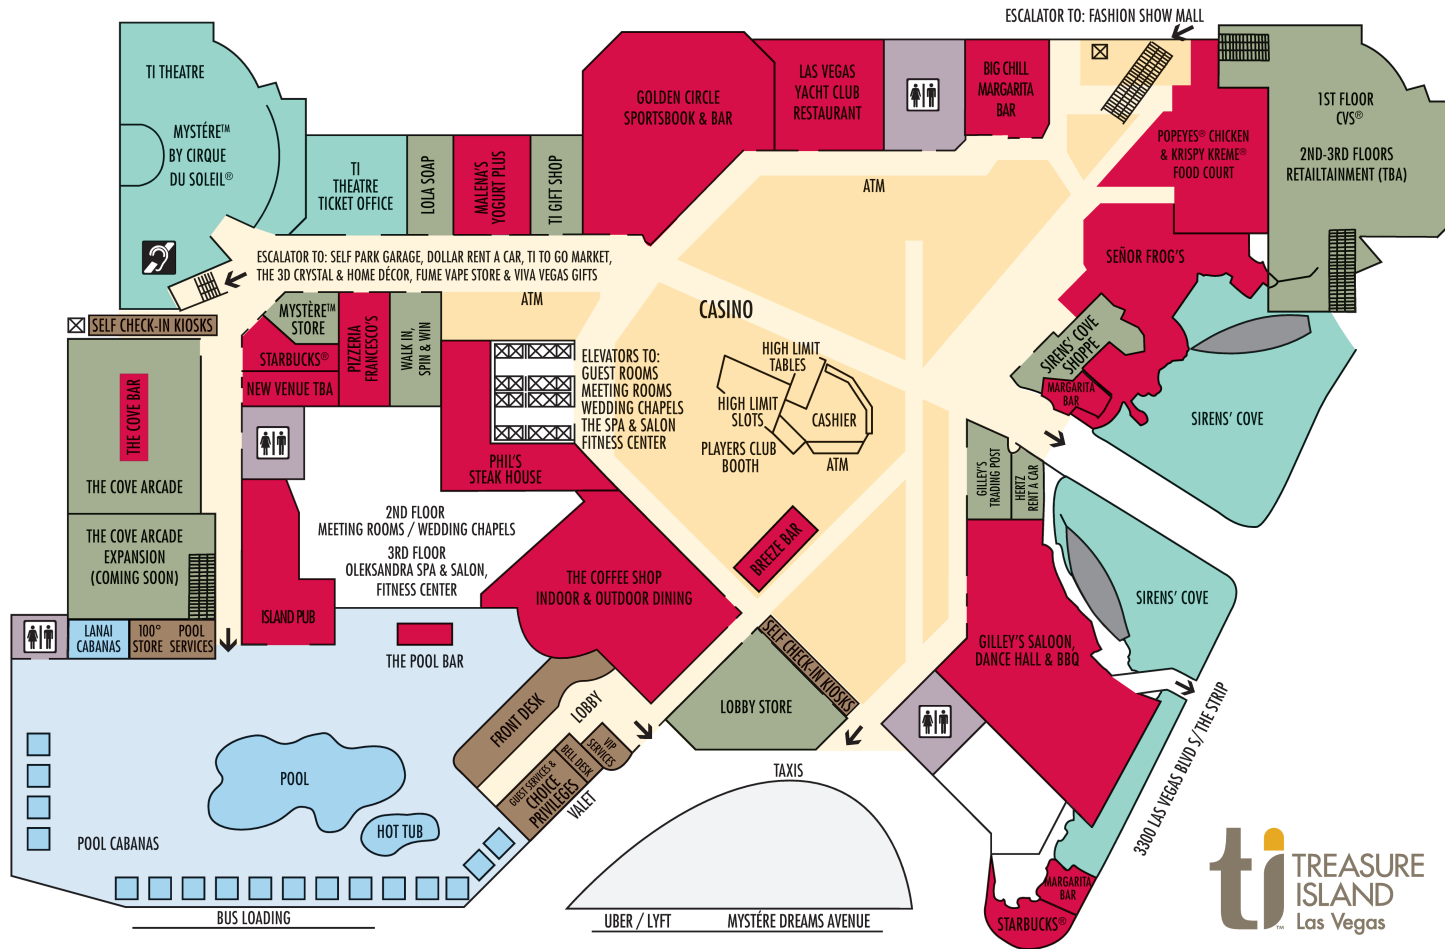 ESCALATOR TO: FASHION SHOW MALL
TI THEATRE
MYSTÉRE™
BY CIRQUE
DU SOLEIL®
TI
THEATRE
TICKET OFFICE
LOLA SOAP
MALENA'S
YOGURT PLUS
TI GIFT SHOP
GOLDEN CIRCLE
SPORTSBOOK & BAR
LAS VEGAS
YACHT CLUB
RESTAURANT
BIG CHILL
MARGARITA
BAR
POPEYES® CHICKEN
& KRISPY KREME®
FOOD COURT
1ST FLOOR
CVS®
2ND-3RD FLOORS
RETAILTAINMENT (TBA)
ATM
ESCALATOR TO: SELF PARK GARAGE, DOLLAR RENT A CAR, TI TO GO MARKET,
THE 3D CRYSTAL & HOME DÉCOR, FUME VAPE STORE & VIVA VEGAS GIFTS
ATM
SEÑOR FROG'S
SELF CHECK-IN KIOSKS
MYSTÈRE™
STORE
STARBUCKS®
NEW VENUE TBA
PIZZERIA
FRANCESCO'S
WALK IN,
SPIN & WIN
CASINO
ELEVATORS TO:
GUEST ROOMS
MEETING ROOMS
WEDDING CHAPELS
THE SPA & SALON
FITNESS CENTER
HIGH LIMIT
TABLES
HIGH LIMIT
SLOTS
CASHIER
PLAYERS CLUB
BOOTH
ATM
SIRENS' COVE
SHOPPE
MARGARITA
BAR
SIRENS' COVE
THE COVE BAR
THE COVE ARCADE
THE COVE ARCADE
EXPANSION
(COMING SOON)
PHIL'S
STEAK HOUSE
2ND FLOOR
MEETING ROOMS / WEDDING CHAPELS
3RD FLOOR
OLEKSANDRA SPA & SALON,
FITNESS CENTER
GILLEY'S
TRADING POST
HERTZ
RENT A CAR
BREEZE BAR
THE COFFEE SHOP
INDOOR & OUTDOOR DINING
SIRENS' COVE
ISLAND PUB
LANAI
CABANAS
100°
STORE
POOL
SERVICES
THE POOL BAR
GILLEY'S SALOON,
DANCE HALL & BBQ
SELF CHECK-IN KIOSKS
LOBBY STORE
FRONT DESK
LOBBY
VIP
SERVICES
BELL DESK
GUEST SERVICES &
CHOICE
PRIVILEGES
VALET
POOL
HOT TUB
POOL CABANAS
BUS LOADING
TAXIS
UBER / LYFT
MYSTÉRE DREAMS AVENUE
3300 LAS VEGAS BLVD S/ THE STRIP
MARGARITA
BAR
STARBUCKS®
ti™
TREASURE
ISLAND
Las Vegas